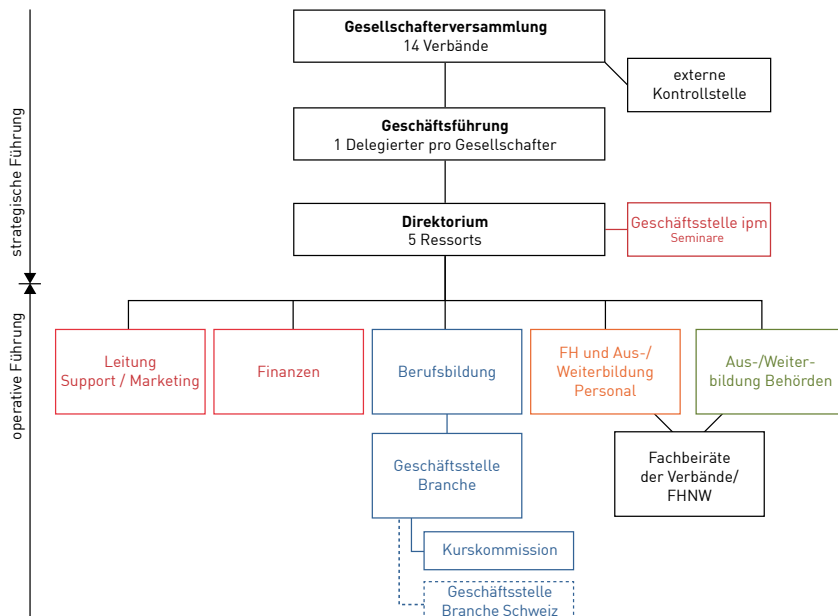 Gesellschafterversammlung
14 Verbände
externe
Kontrollstelle
strategische Führung
Geschäftsführung
1 Delegierter pro Gesellschafter
Direktorium
5 Ressorts
Geschäftsstelle ipm
Seminare
operative Führung
Leitung
Support / Marketing
Finanzen
Berufsbildung
FH und Aus-/
Weiterbildung
Personal
Aus-/Weiter-
bildung Behörden
Geschäftsstelle
Branche
Fachbeiräte
der Verbände/
FHNW
Kurskommission
Geschäftsstelle
Branche Schweiz